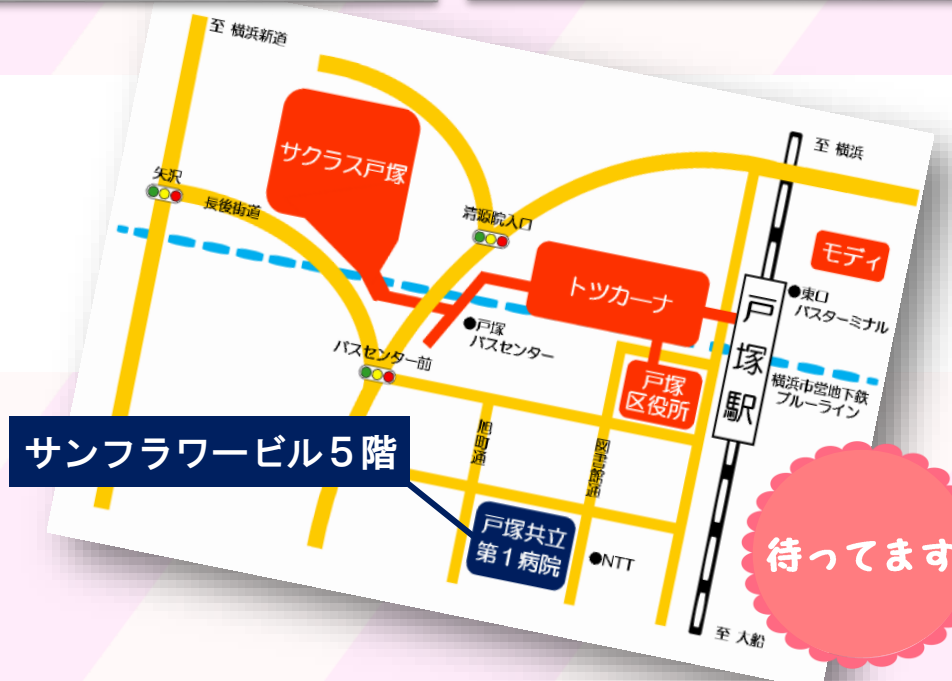 至 横浜新道
至 横浜
サクラス戸塚
矢沢
長後街道
清源院入口
モディ
トツカーナ
●東口
バスターミナル
戸塚駅
●戸塚
バスセンター
バスセンター前
戸塚
区役所
横浜市営地下鉄
ブルーライン
サンフラワービル5階
旭町通
図書館通
戸塚共立
第1病院
●NTT
待ってます
至 大船